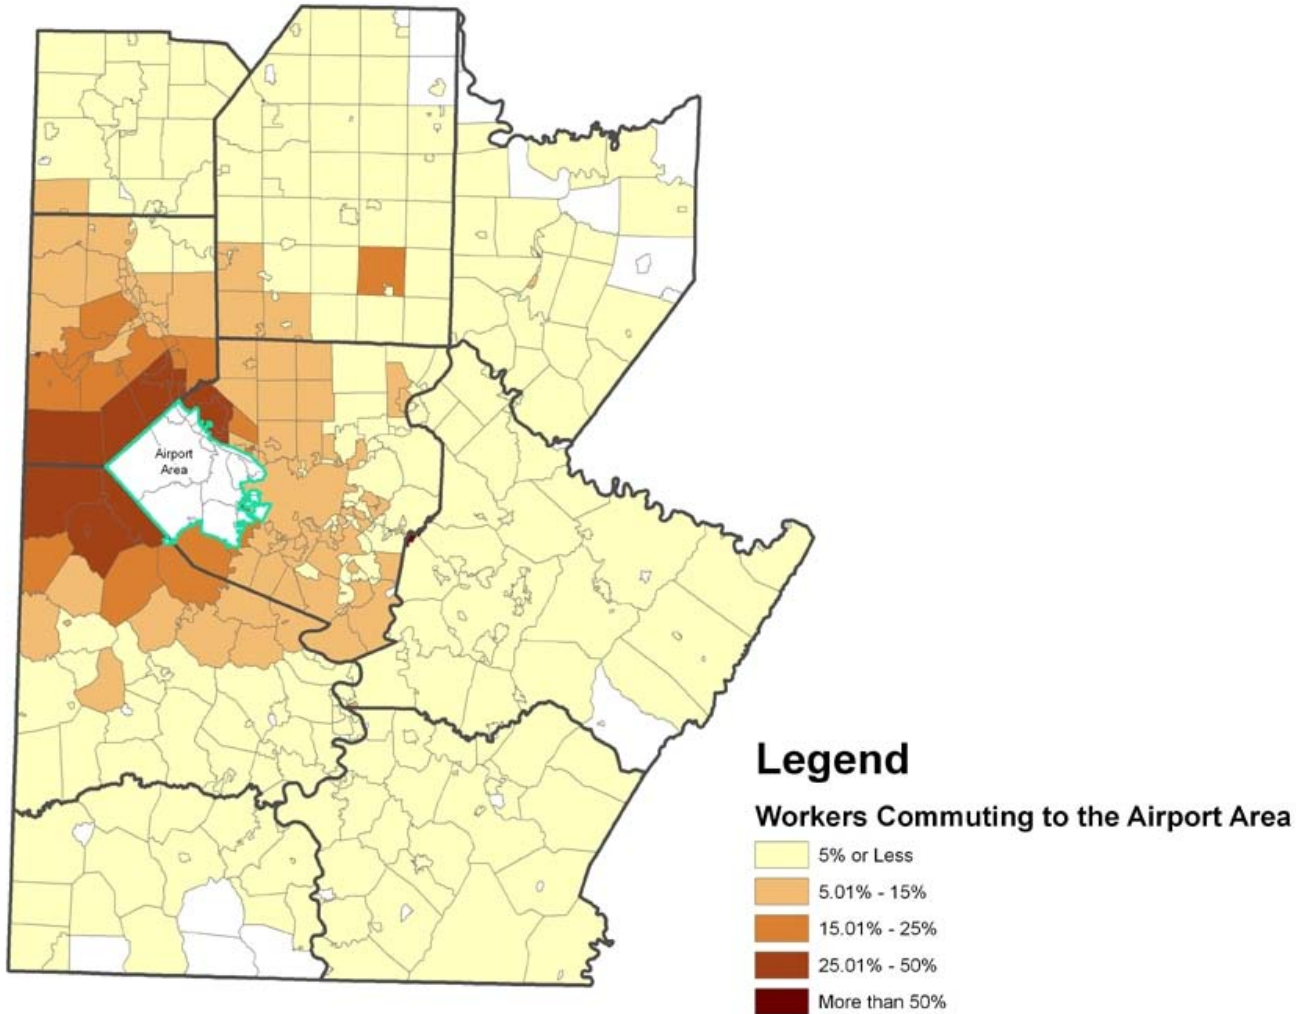 Airport
Area
Legend
Workers Commuting to the Airport Area
5% or Less
5.01% - 15%
15.01% - 25%
25.01% - 50%
More than 50%